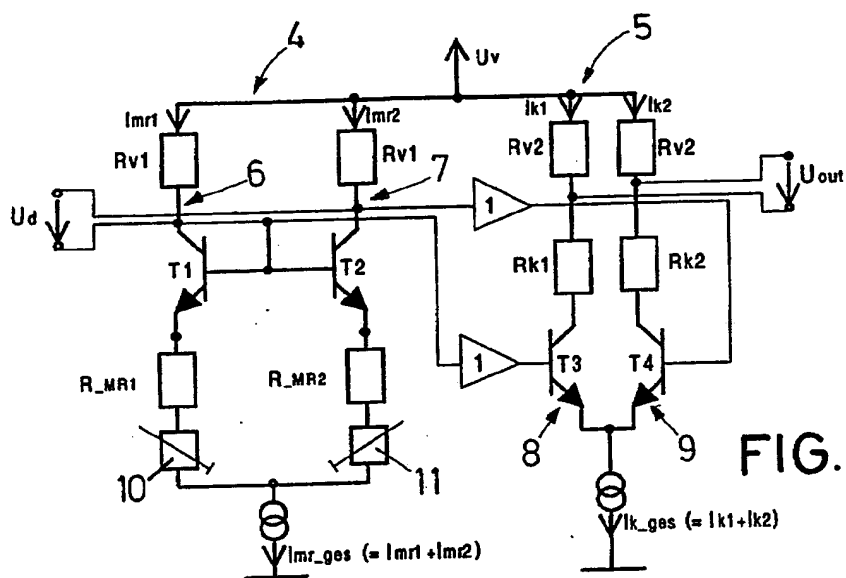 4
Uv
5
Imr1
Imr2
Ik1
Ik2
Rv1
Rv1
Rv2
Rv2
6
7
Ud
1
Uout
T1
T2
Rk1
Rk2
R_MR1
R_MR2
1
T3
T4
10
11
8
9
FIG.
Imr_ges (= Imr1+Imr2)
Ik_ges (= Ik1+Ik2)